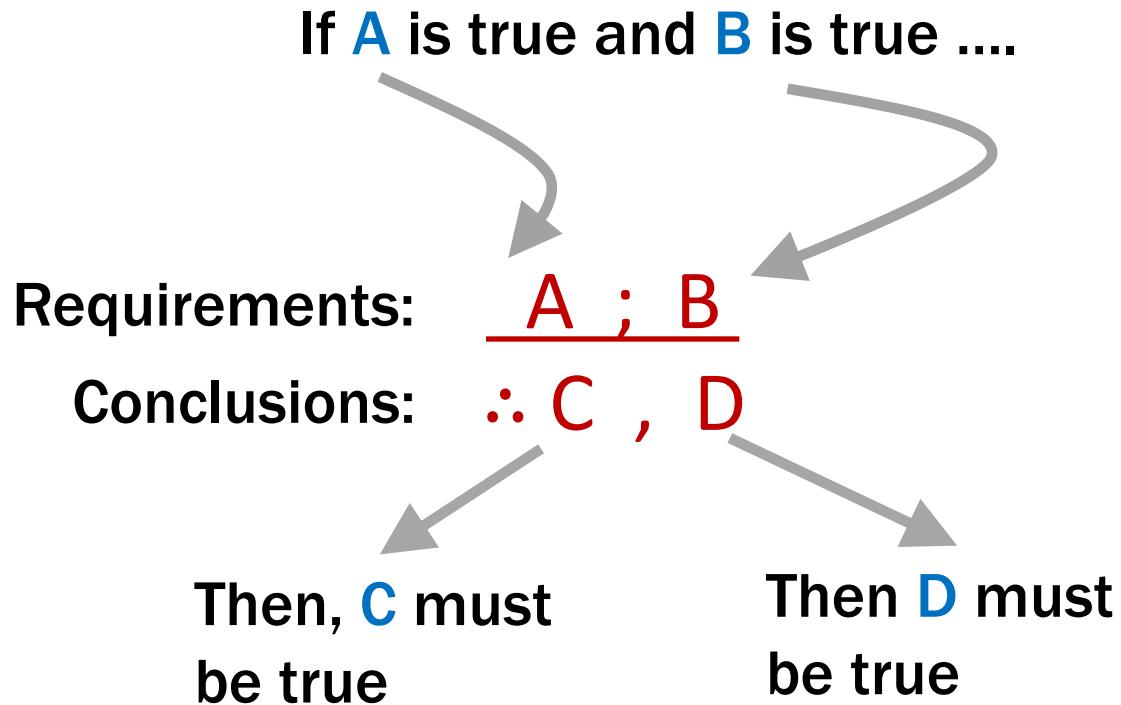 If A is true and B is true ....
Requirements: A ; B
Conclusions: ∴ C , D
Then, C must
be true
Then D must
be true